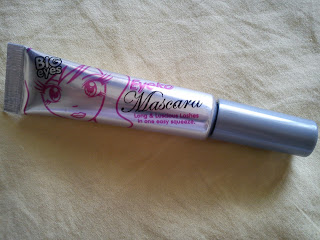 BIG
eyes
Mascara
Long & Luscious Lashes
in one easy squeeze.